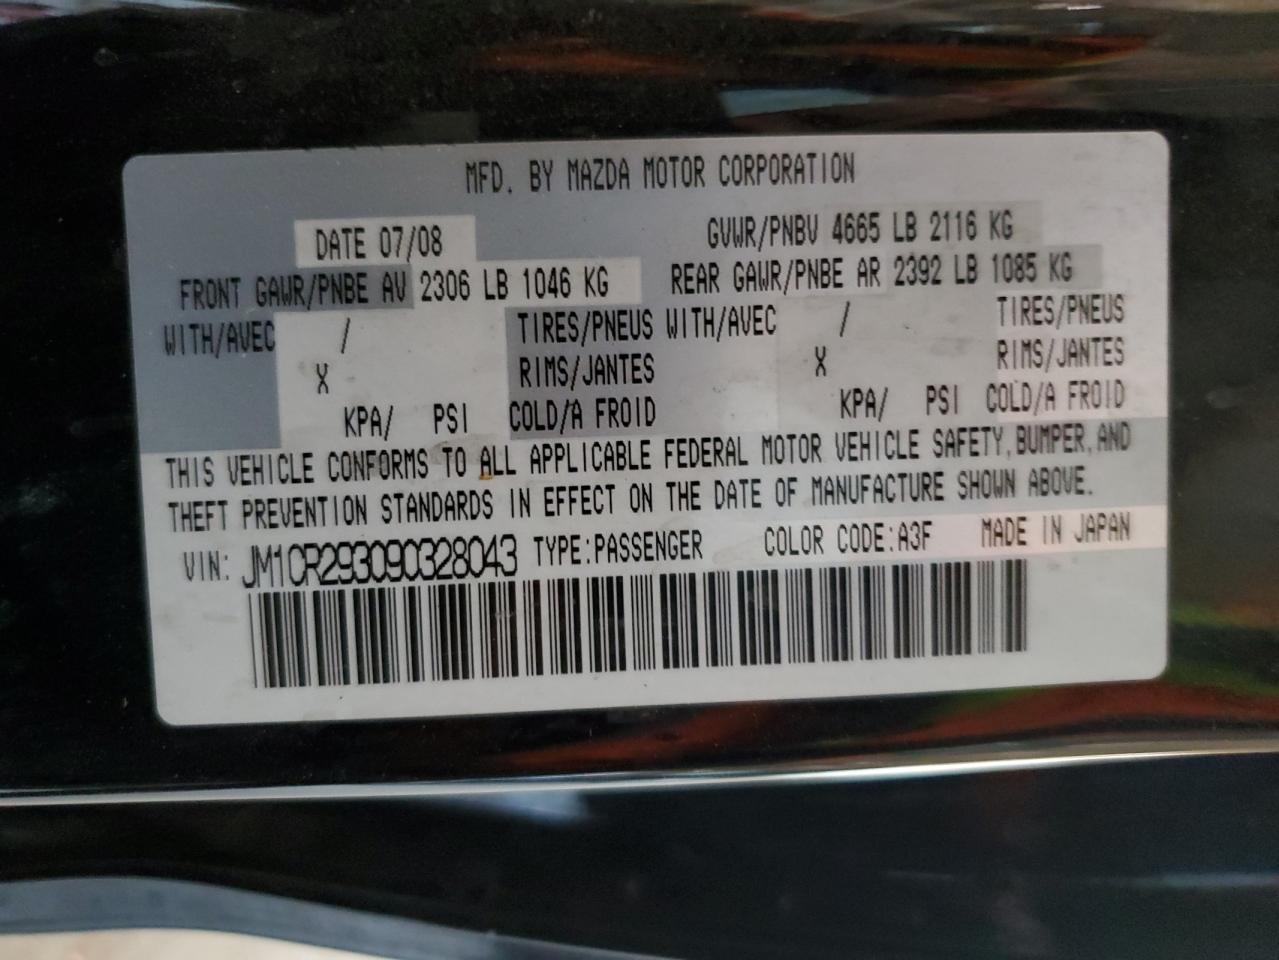 MFD. BY MAZDA MOTOR CORPORATION
DATE 07/08 GVWR/PNBV 4665 LB 2116 KG
FRONT GAWR/PNBE AV 2306 LB 1046 KG REAR GAWR/PNBE AR 2392 LB 1085 KG
WITH/AVEC / TIRES/PNEUS WITH/AVEC / TIRES/PNEUS
X RIMS/JANTES X RIMS/JANTES
KPA/ PSI COLD/A FROID KPA/ PSI COLD/A FROID
THIS VEHICLE CONFORMS TO ALL APPLICABLE FEDERAL MOTOR VEHICLE SAFETY, BUMPER, AND
THEFT PREVENTION STANDARDS IN EFFECT ON THE DATE OF MANUFACTURE SHOWN ABOVE.
VIN: JM1CR293090328043 TYPE:PASSENGER COLOR CODE:A3F MADE IN JAPAN